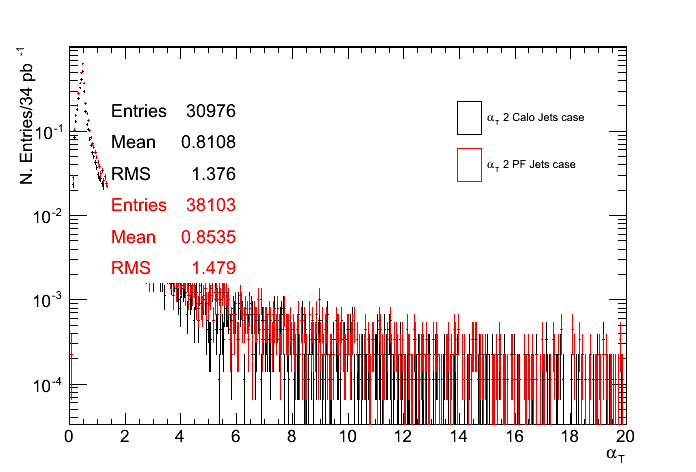 N. Entries/34 pb⁻¹
10⁻¹
10⁻²
10⁻³
10⁻⁴
Entries 30976
Mean 0.8108
RMS 1.376
Entries 38103
Mean 0.8535
RMS 1.479
α_T 2 Calo Jets case
α_T 2 PF Jets case
0 2 4 6 8 10 12 14 16 18 20
α_T